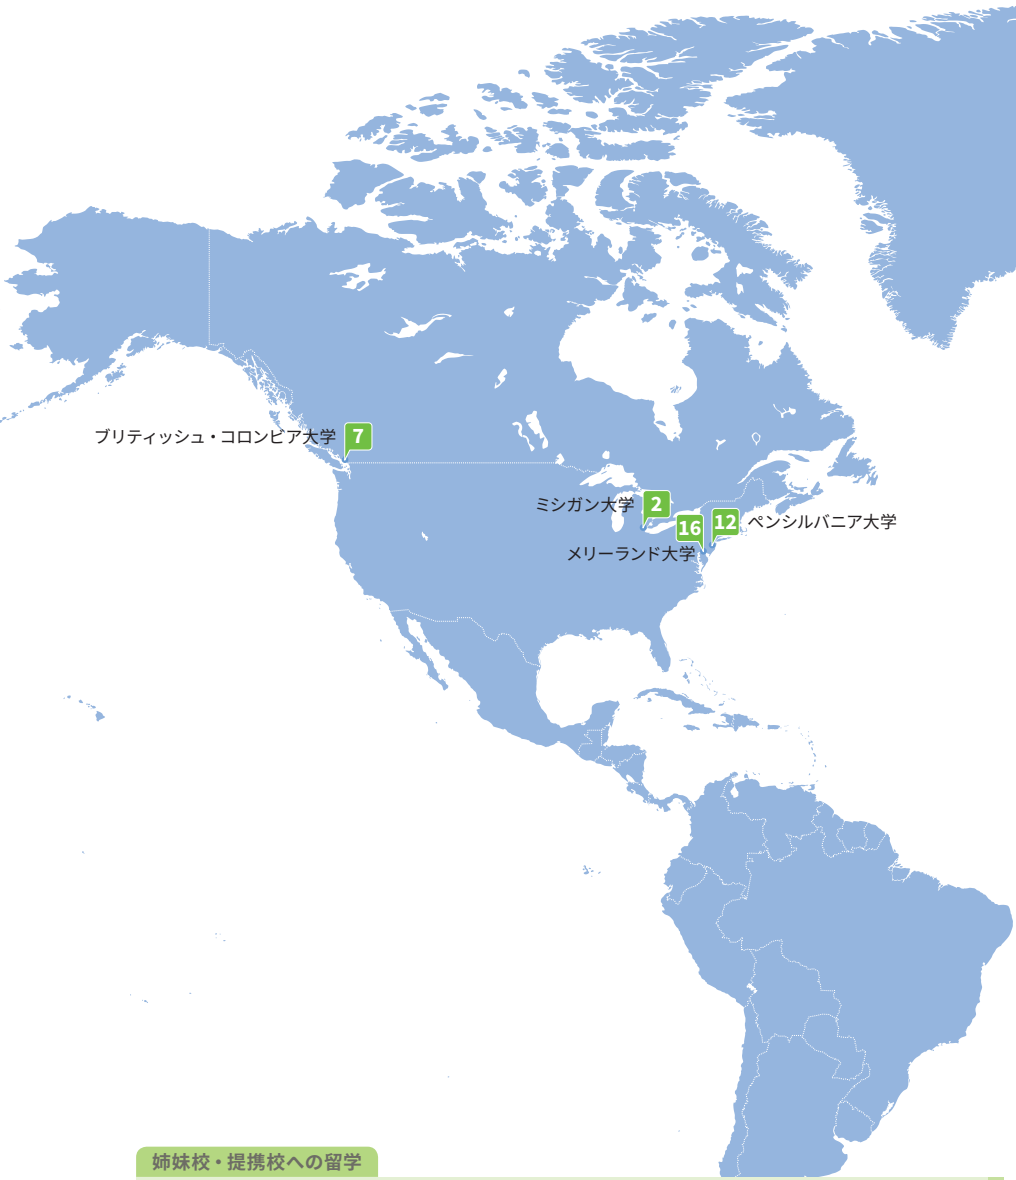 ブリティッシュ・コロンビア大学 7
ミシガン大学 2
16 12 ペンシルバニア大学
メリーランド大学
姉妹校・提携校への留学